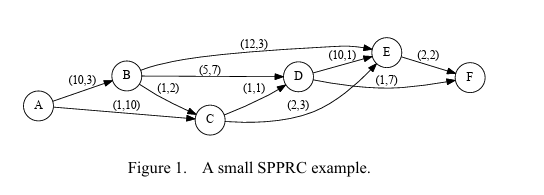 (12,3)
E
(2,2)
(10,1)
B
(5,7)
D
F
(10,3)
(1,7)
(1,2)
(1,1)
A
(2,3)
(1,10)
C
Figure 1. A small SPPRC example.